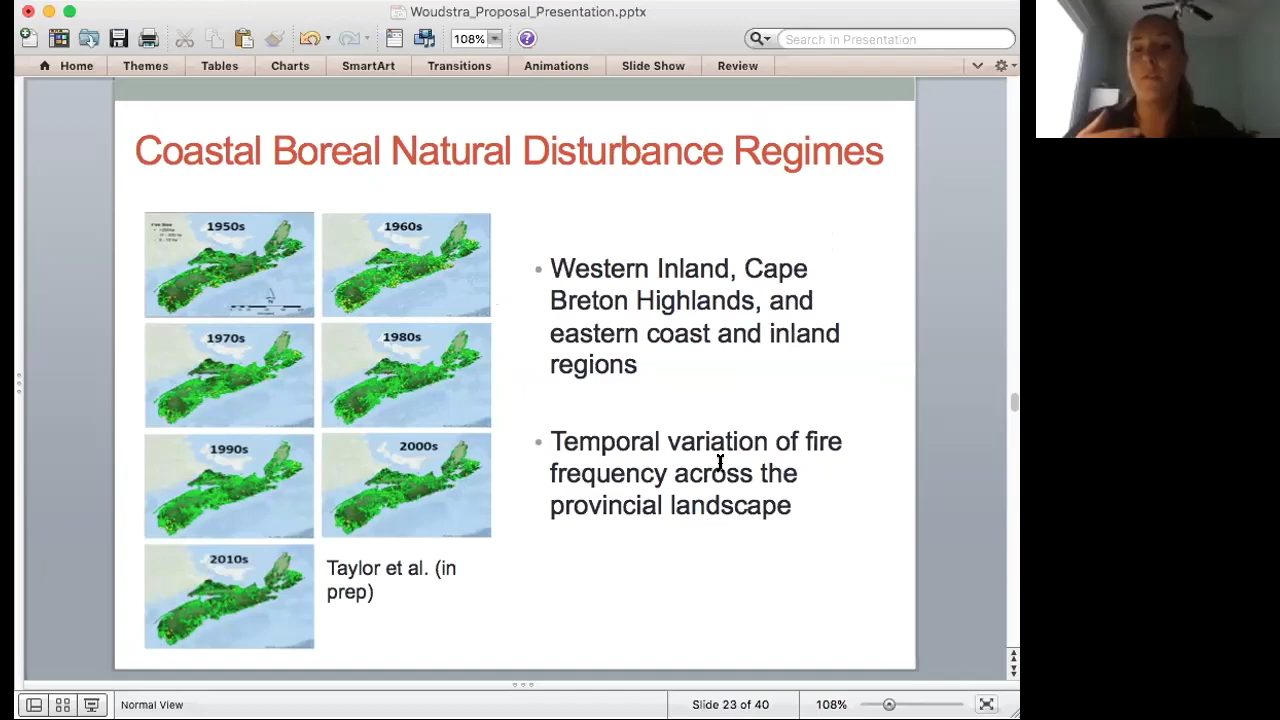 Woudstra_Proposal_Presentation.pptx
108%
Search in Presentation
Home
Themes
Tables
Charts
SmartArt
Transitions
Animations
Slide Show
Review
Coastal Boreal Natural Disturbance Regimes
1950s
1960s
1970s
1980s
1990s
2000s
2010s
Taylor et al. (in
prep)
• Western Inland, Cape
Breton Highlands, and
eastern coast and inland
regions
• Temporal variation of fire
frequency across the
provincial landscape
Normal View
Slide 23 of 40
108%